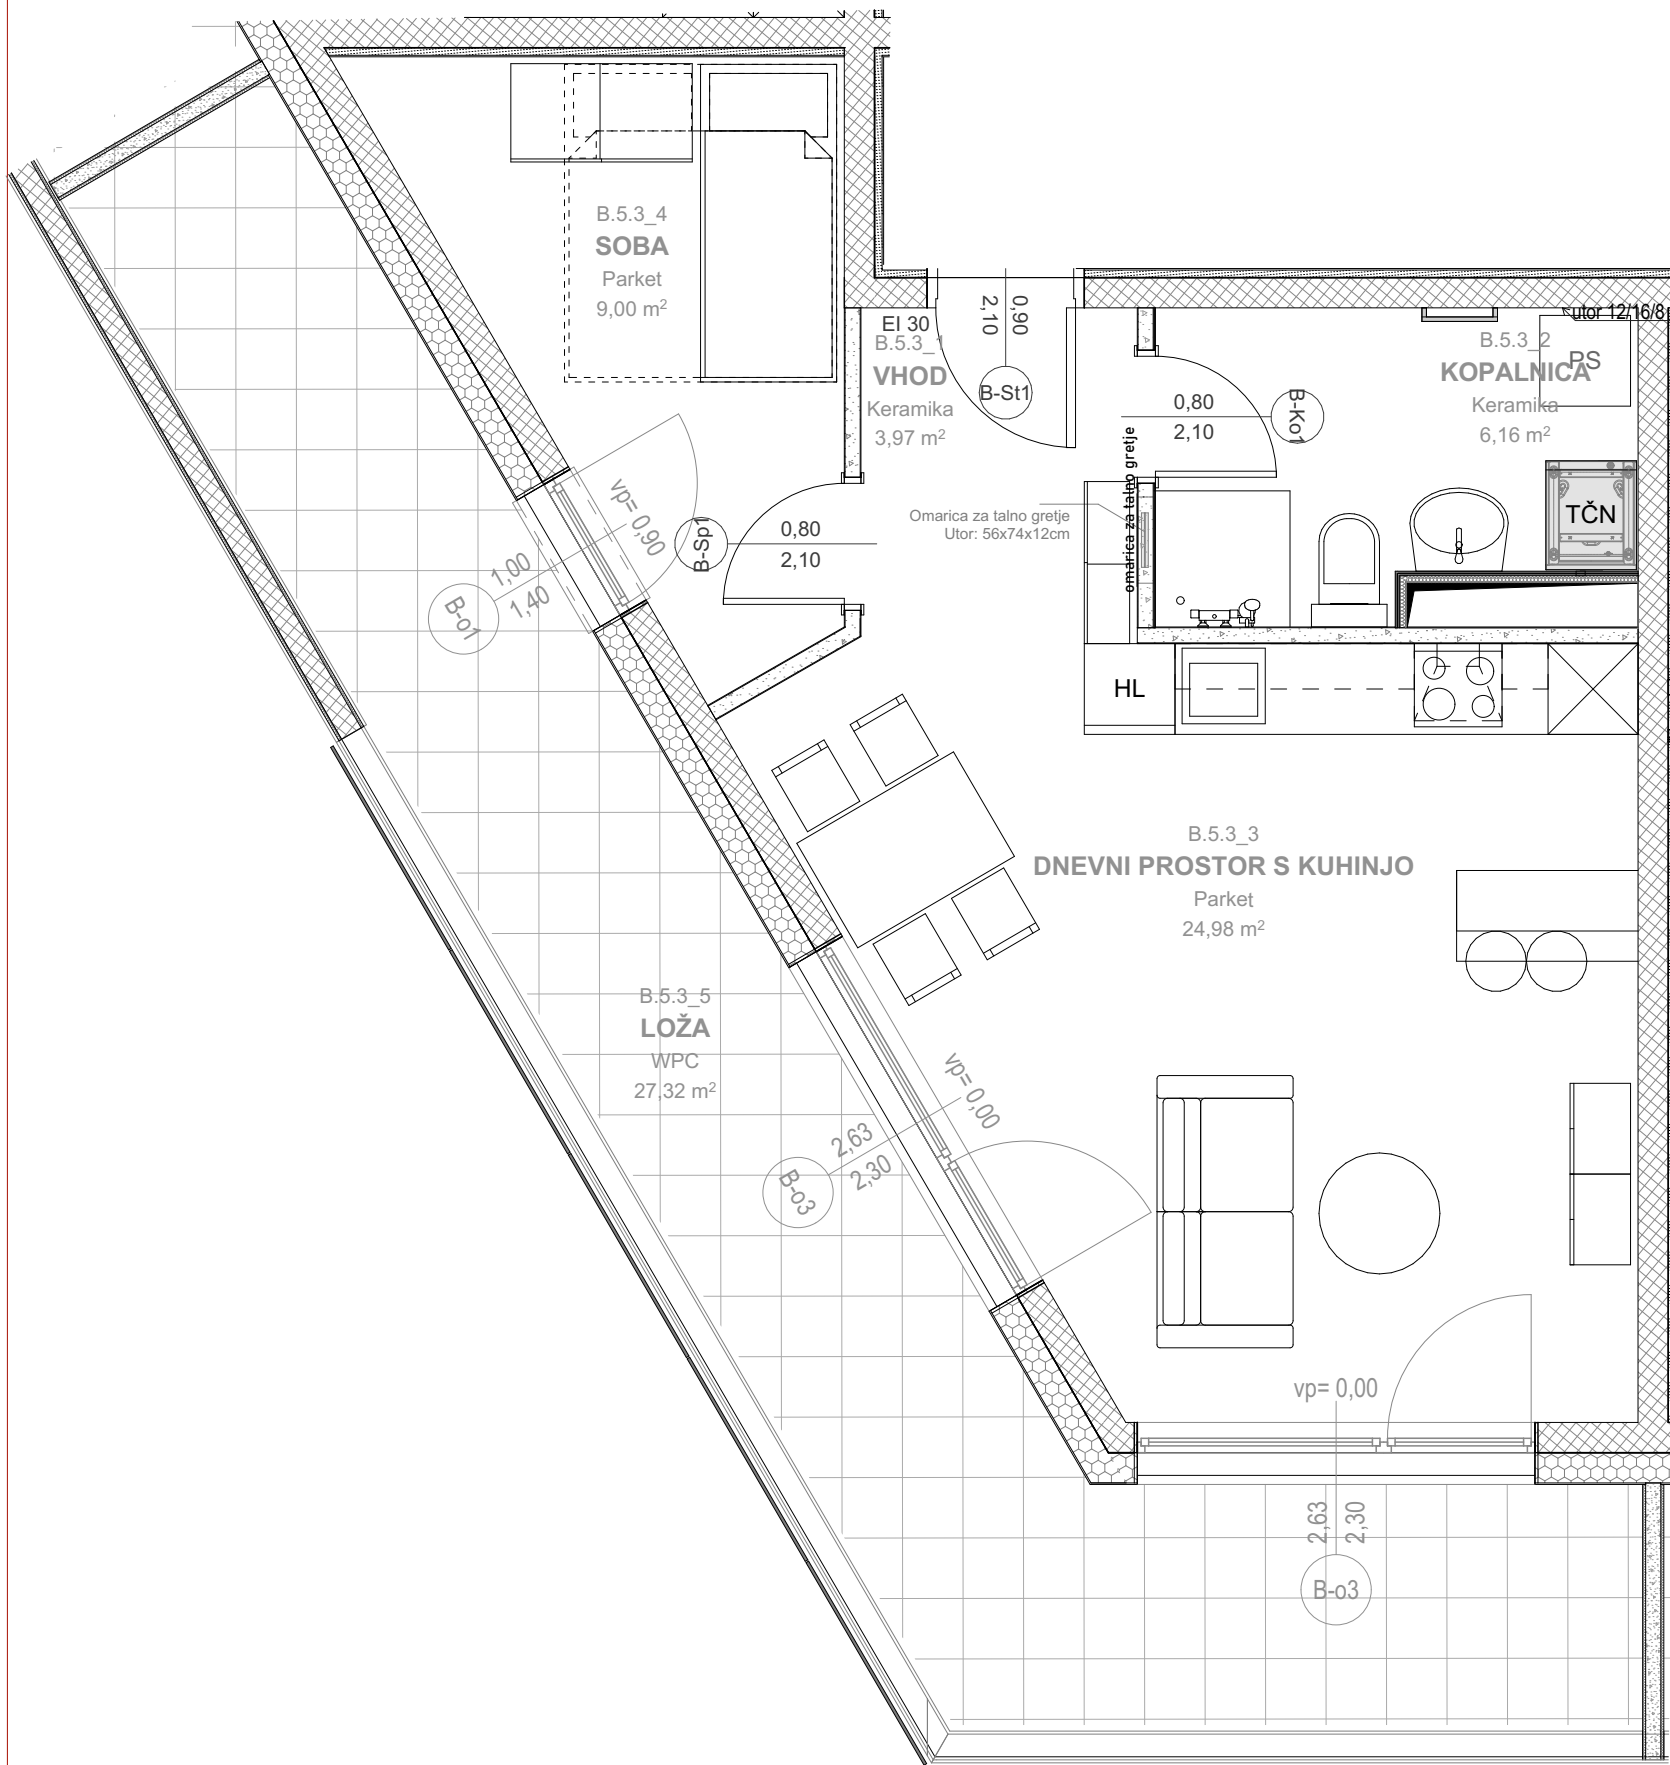 B.5.3_4
SOBA
Parket
9,00 m²
EI 30
B.5.3_1
VHOD
Keramika
3,97 m²
0,90
2,10
B-St1
0,80
2,10
B-Ko1
utor 12/16/8
B.5.3_2
KOPALNICA
PS
Keramika
6,16 m²
TČN
omarica za talno gretje
Omarica za talno gretje
Utor: 56x74x12cm
vp= 0,90
1,00
1,40
B-o1
B-Sp1
0,80
2,10
HL
B.5.3_3
DNEVNI PROSTOR S KUHINJO
Parket
24,98 m²
B.5.3_5
LOŽA
WPC
27,32 m²
vp= 0,00
2,63
2,30
B-o3
vp= 0,00
2,63
2,30
B-o3